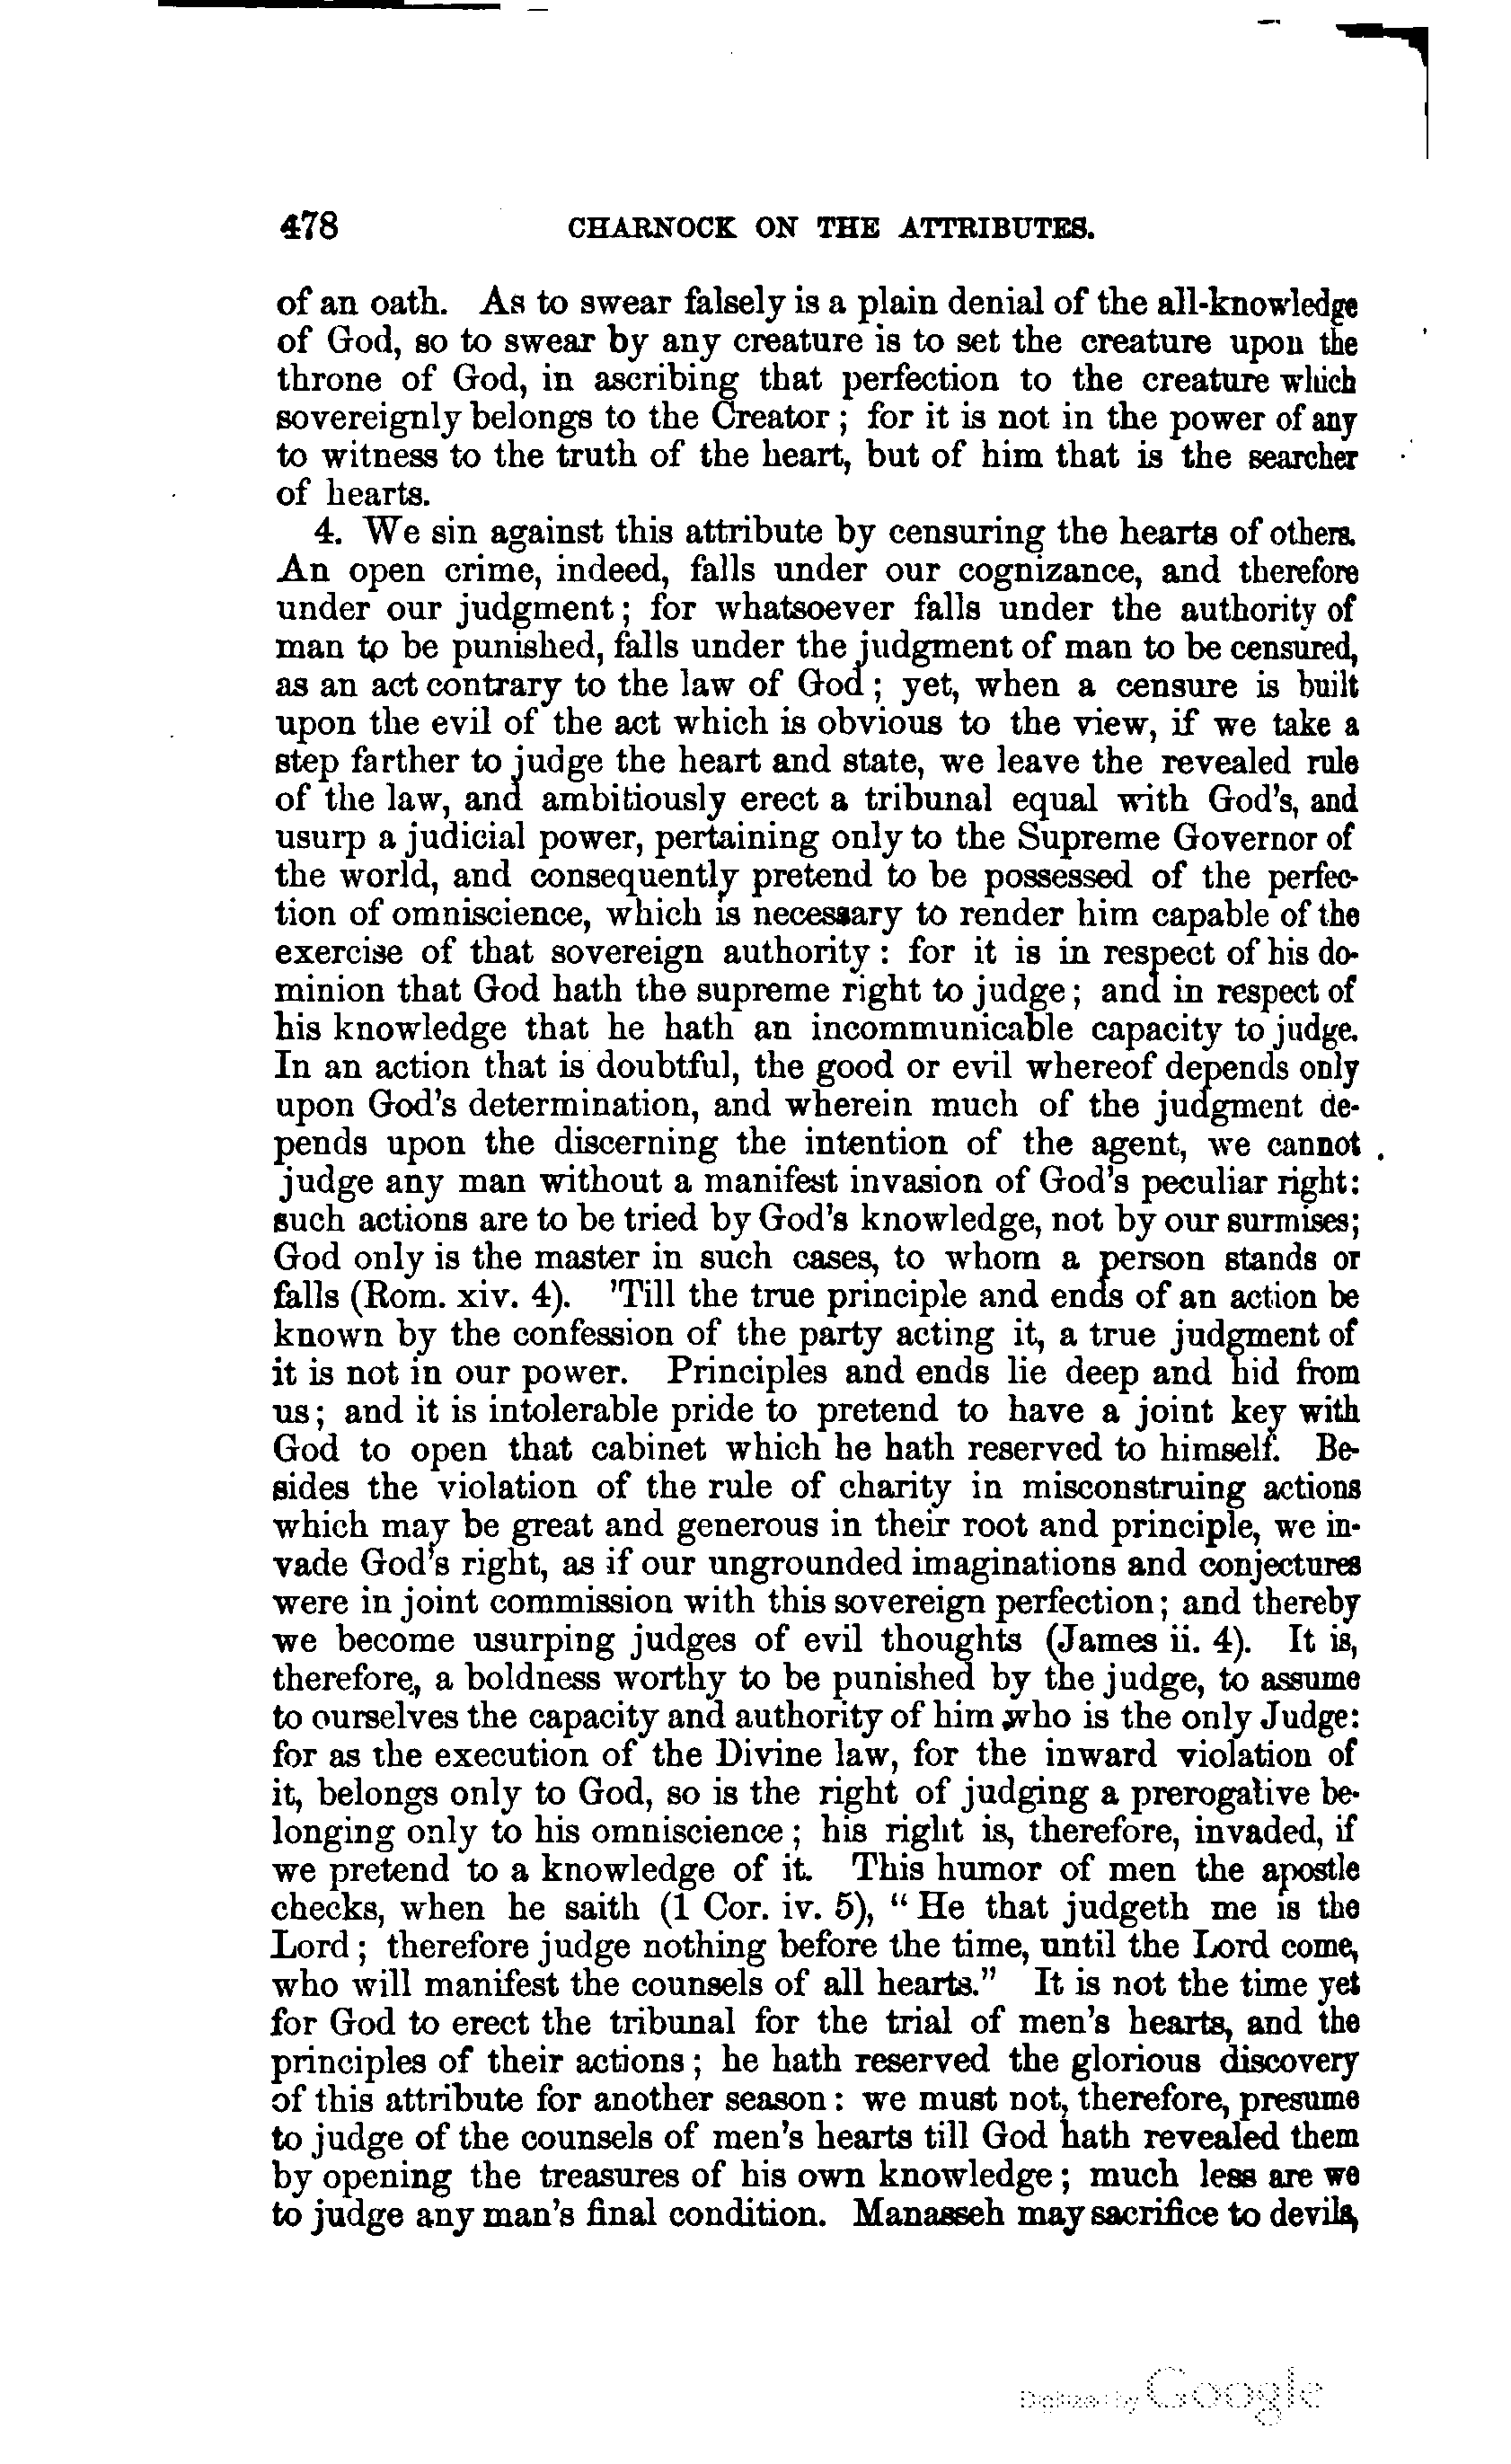 478 CHARNOCK ON THE ATTRIBUTES.
of an oath. As to swear falsely is a plain denial of the all-knowledge
of God, so to swear by any creature is to set the creature upon the
throne of God, in ascribing that perfection to the creature which
sovereignly belongs to the Creator; for it is not in the power of any
to witness to the truth of the heart, but of him that is the searcher
of hearts.
4. We sin against this attribute by censuring the hearts of others.
An open crime, indeed, falls under our cognizance, and therefore
under our judgment; for whatsoever falls under the authority of
man to be punished, falls under the judgment of man to be censured,
as an act contrary to the law of God; yet, when a censure is built
upon the evil of the act which is obvious to the view, if we take a
step farther to judge the heart and state, we leave the revealed rule
of the law, and ambitiously erect a tribunal equal with God's, and
usurp a judicial power, pertaining only to the Supreme Governor of
the world, and consequently pretend to be possessed of the perfec-
tion of omniscience, which is necessary to render him capable of the
exercise of that sovereign authority: for it is in respect of his do-
minion that God hath the supreme right to judge; and in respect of
his knowledge that he hath an incommunicable capacity to judge.
In an action that is doubtful, the good or evil whereof depends only
upon God's determination, and wherein much of the judgment de-
pends upon the discerning the intention of the agent, we cannot
judge any man without a manifest invasion of God's peculiar right:
such actions are to be tried by God's knowledge, not by our surmises;
God only is the master in such cases, to whom a person stands or
falls (Rom. xiv. 4). 'Till the true principle and ends of an action be
known by the confession of the party acting it, a true judgment of
it is not in our power. Principles and ends lie deep and hid from
us; and it is intolerable pride to pretend to have a joint key with
God to open that cabinet which he hath reserved to himself. Be-
sides the violation of the rule of charity in misconstruing actions
which may be great and generous in their root and principle, we in-
vade God's right, as if our ungrounded imaginations and conjectures
were in joint commission with this sovereign perfection; and thereby
we become usurping judges of evil thoughts (James ii. 4). It is,
therefore, a boldness worthy to be punished by the judge, to assume
to ourselves the capacity and authority of him who is the only Judge:
for as the execution of the Divine law, for the inward violation of
it, belongs only to God, so is the right of judging a prerogative be-
longing only to his omniscience; his right is, therefore, invaded, if
we pretend to a knowledge of it. This humor of men the apostle
checks, when he saith (1 Cor. iv. 5), "He that judgeth me is the
Lord; therefore judge nothing before the time, until the Lord come,
who will manifest the counsels of all hearts." It is not the time yet
for God to erect the tribunal for the trial of men's hearts, and the
principles of their actions; he hath reserved the glorious discovery
of this attribute for another season: we must not, therefore, presume
to judge of the counsels of men's hearts till God hath revealed them
by opening the treasures of his own knowledge; much less are we
to judge any man's final condition. Manasseh may sacrifice to devils,
Digitized by Google